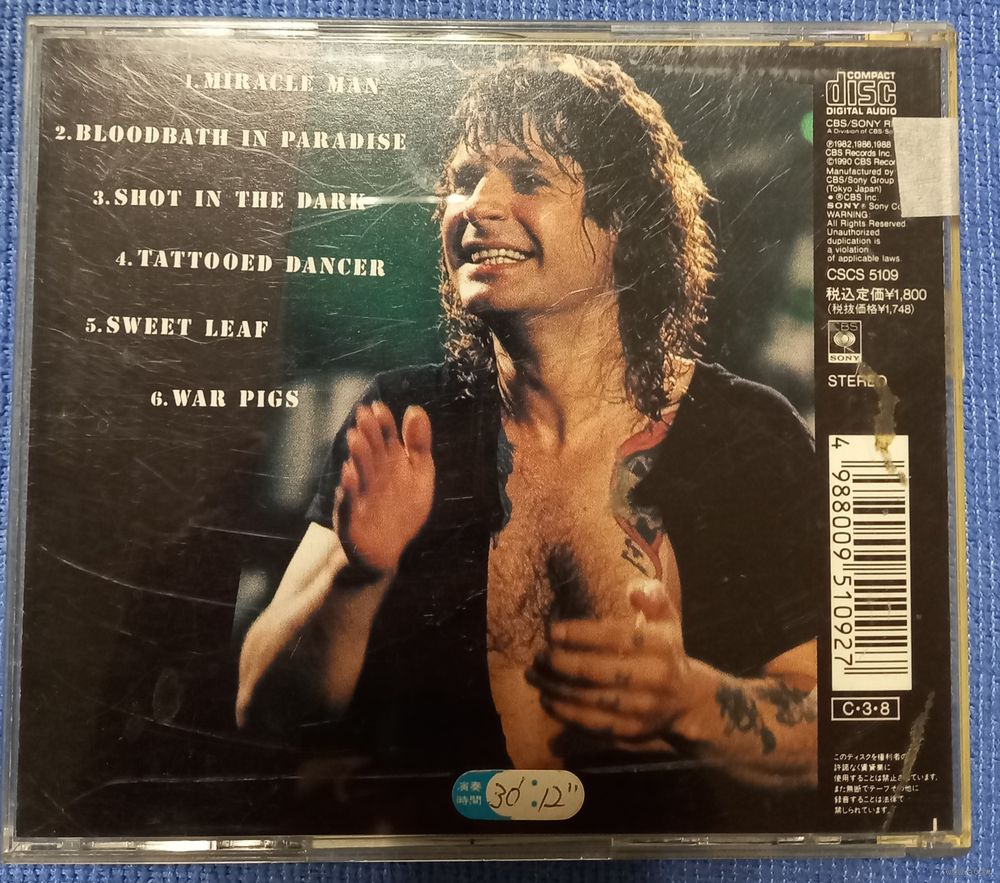 1.MIRACLE MAN
2.BLOODBATH IN PARADISE
3.SHOT IN THE DARK
4.TATTOOED DANCER
5.SWEET LEAF
6.WAR PIGS
COMPACT
disc
DIGITAL AUDIO
CBS/SONY
A Division of CBS/
℗1982,1986,1988
CBS Records Inc.
©1990 CBS
Manufactured by
CBS/Sony Group
(Tokyo Japan)
CBS Inc.
SONY ® Sony
WARNING:
All Rights Reserved.
Unauthorized
duplication is
a violation
of applicable laws.
CSCS 5109
税込定価¥1,800
(税抜価格¥1,748)
CBS
SONY
STEREO
4 988009 510927
C・3・8
このディスクを権利者の
許諾なく賃貸業に
使用することは禁止されています。
また無断でテープその他に
録音することは法律で
禁じられています。
演奏
時間
30' : 12"